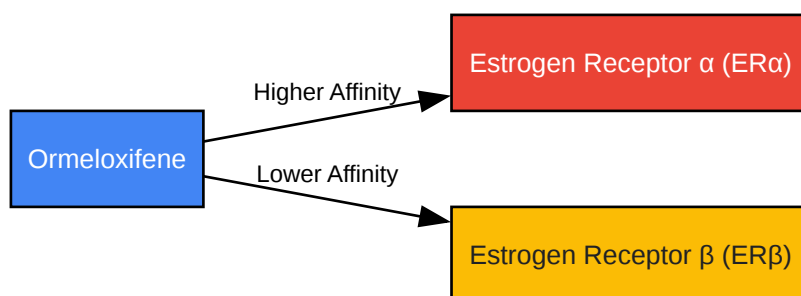 Estrogen Receptor α (ERα)
Higher Affinity
Ormeloxifene
Lower Affinity
Estrogen Receptor β (ERβ)